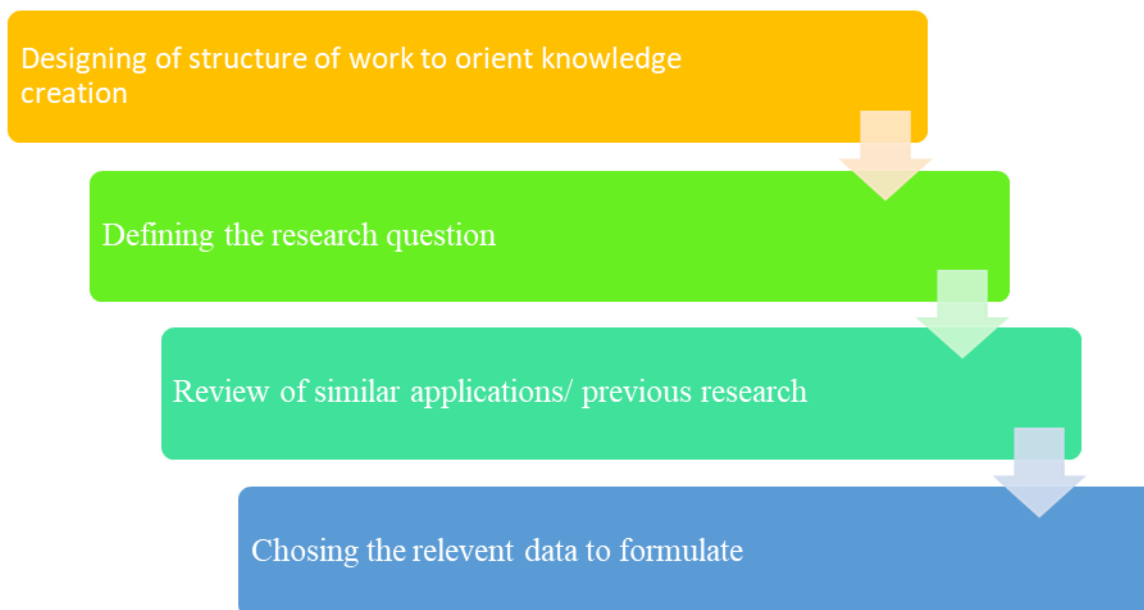 Designing of structure of work to orient knowledge
creation
Defining the research question
Review of similar applications/ previous research
Chosing the relevent data to formulate